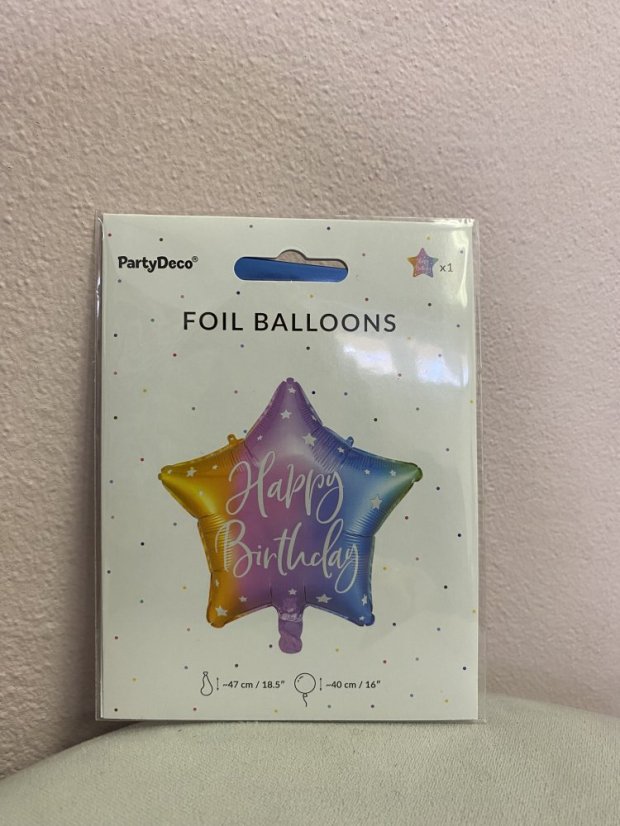 PartyDeco®
x1
FOIL BALLOONS
Happy
Birthday
~47 cm / 18.5" ~40 cm / 16"